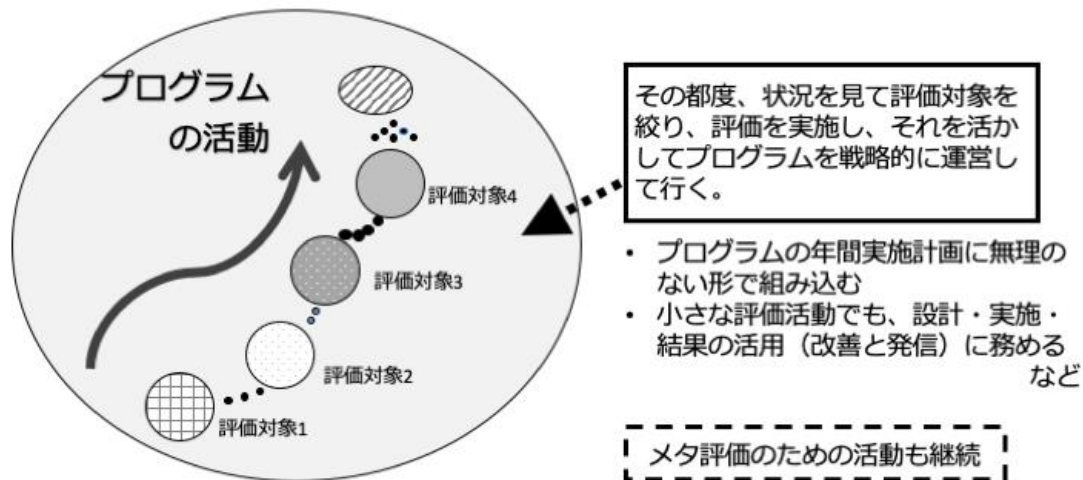 プログラム
の活動
評価対象4
評価対象3
評価対象2
評価対象1
その都度、状況を見て評価対象を
絞り、評価を実施し、それを活か
してプログラムを戦略的に運営し
て行く。
• プログラムの年間実施計画に無理の
ない形で組み込む
• 小さな評価活動でも、設計・実施・
結果の活用（改善と発信）に務める
など
メタ評価のための活動も継続